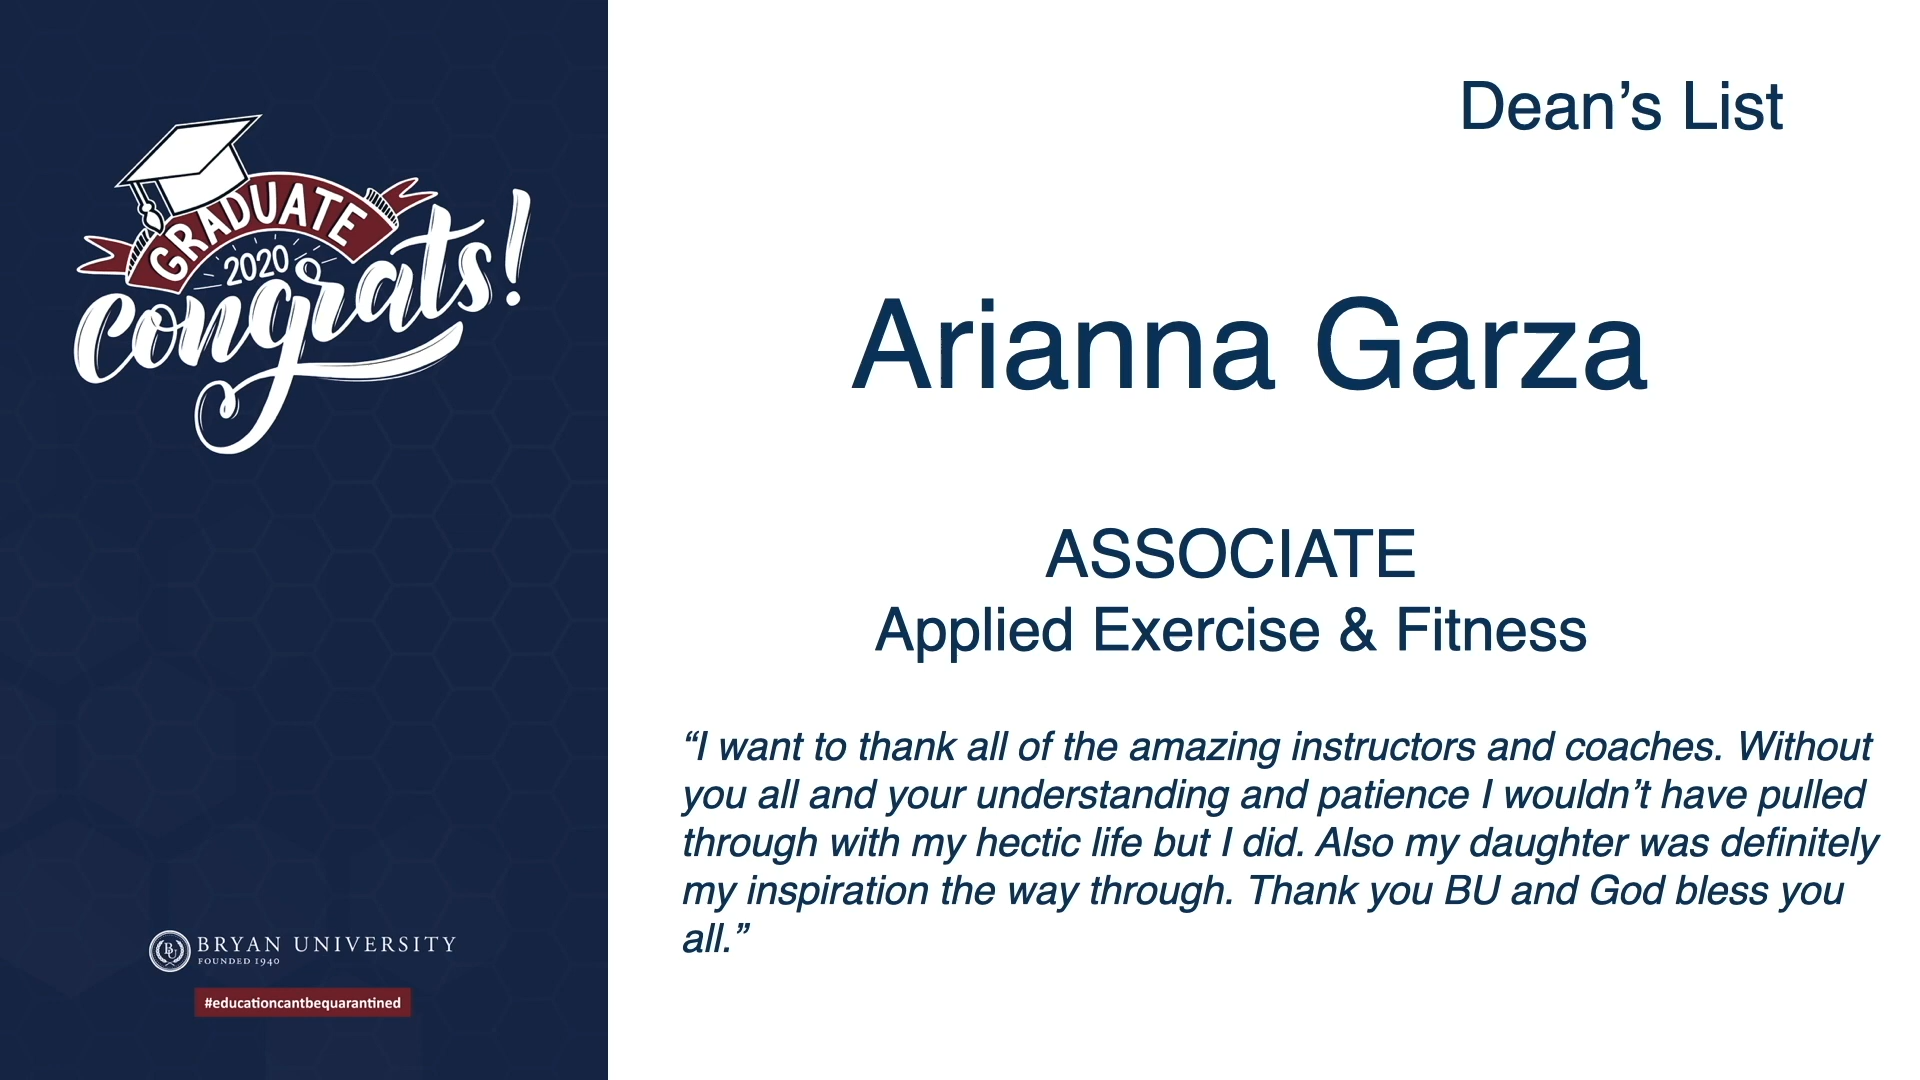 GRADUATE
2020
congrats!
BU BRYAN UNIVERSITY
FOUNDED 1940
#educationcantbequarantined
Dean’s List
Arianna Garza
ASSOCIATE
Applied Exercise & Fitness
“I want to thank all of the amazing instructors and coaches. Without
you all and your understanding and patience I wouldn’t have pulled
through with my hectic life but I did. Also my daughter was definitely
my inspiration the way through. Thank you BU and God bless you
all.”